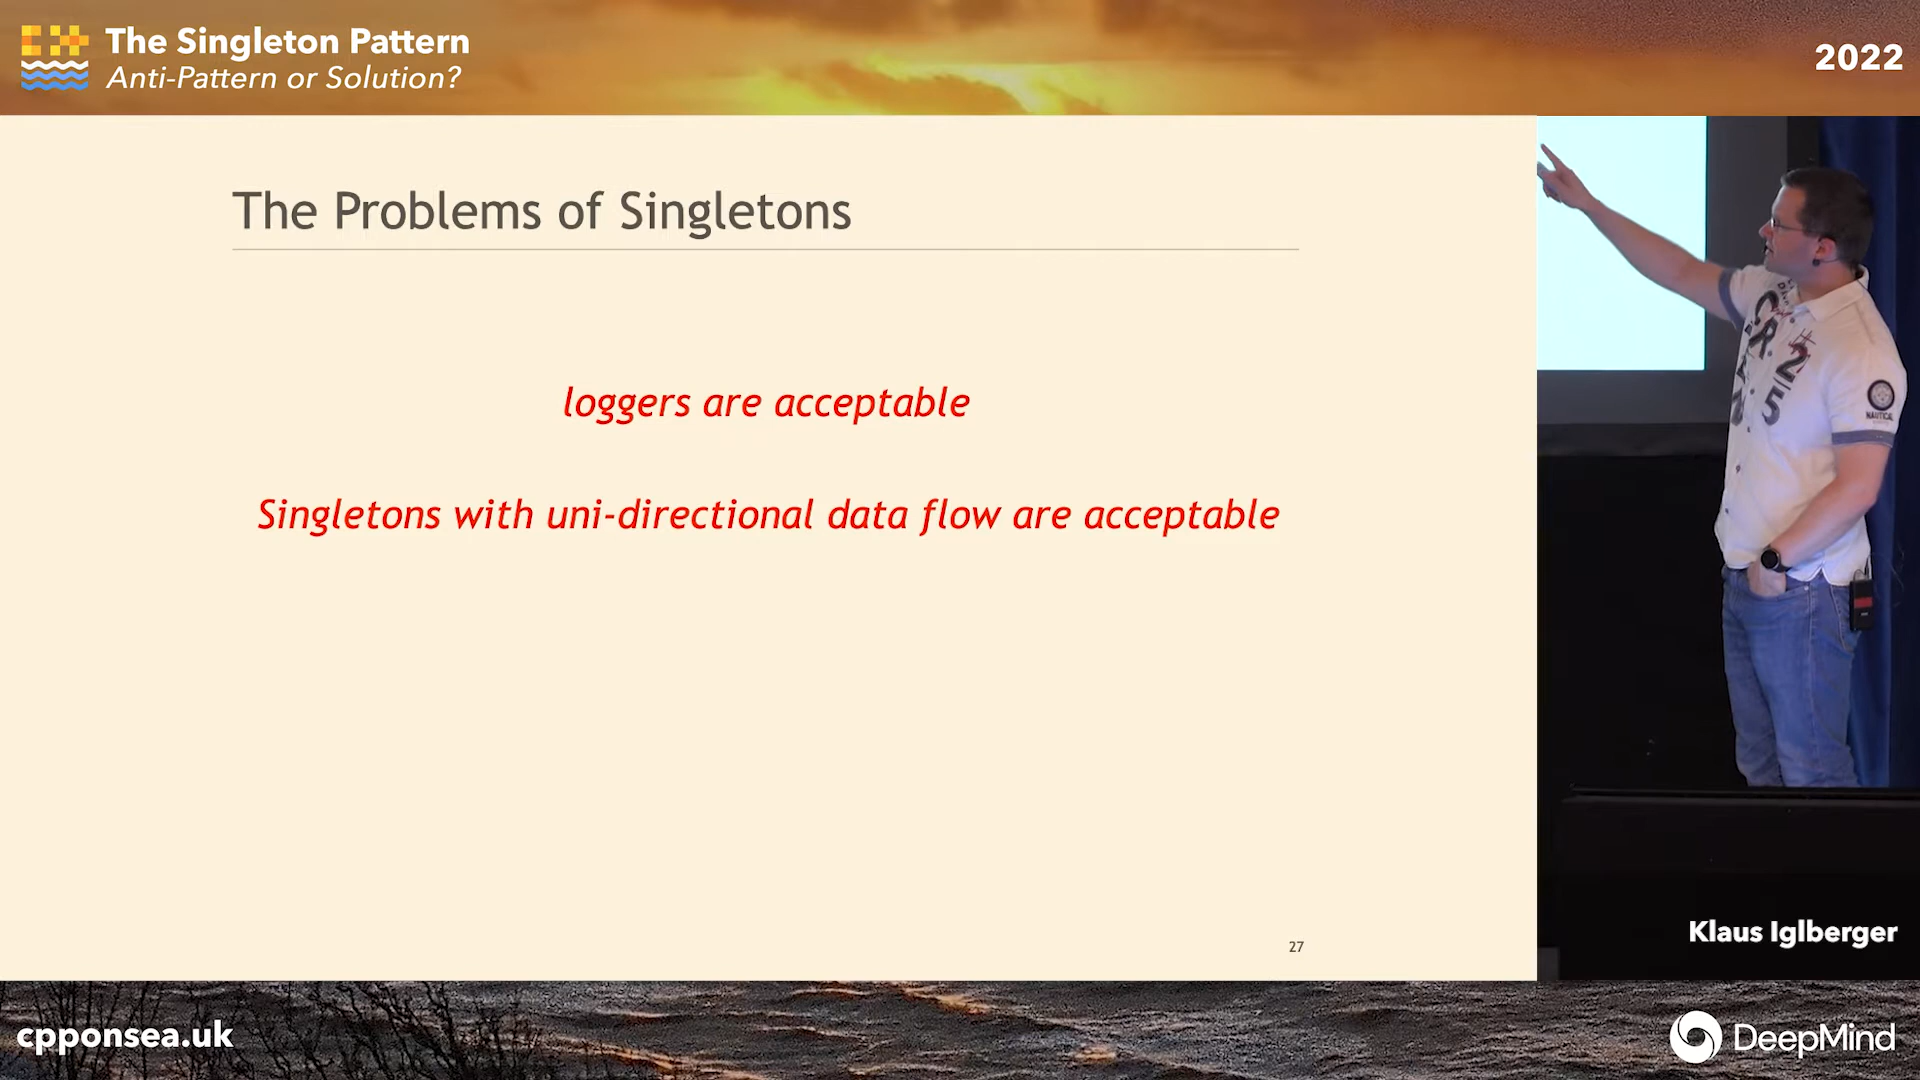 The Singleton Pattern
Anti-Pattern or Solution?
2022
The Problems of Singletons
loggers are acceptable
Singletons with uni-directional data flow are acceptable
27
NAUTICAL
Klaus Iglberger
cpponsea.uk
DeepMind